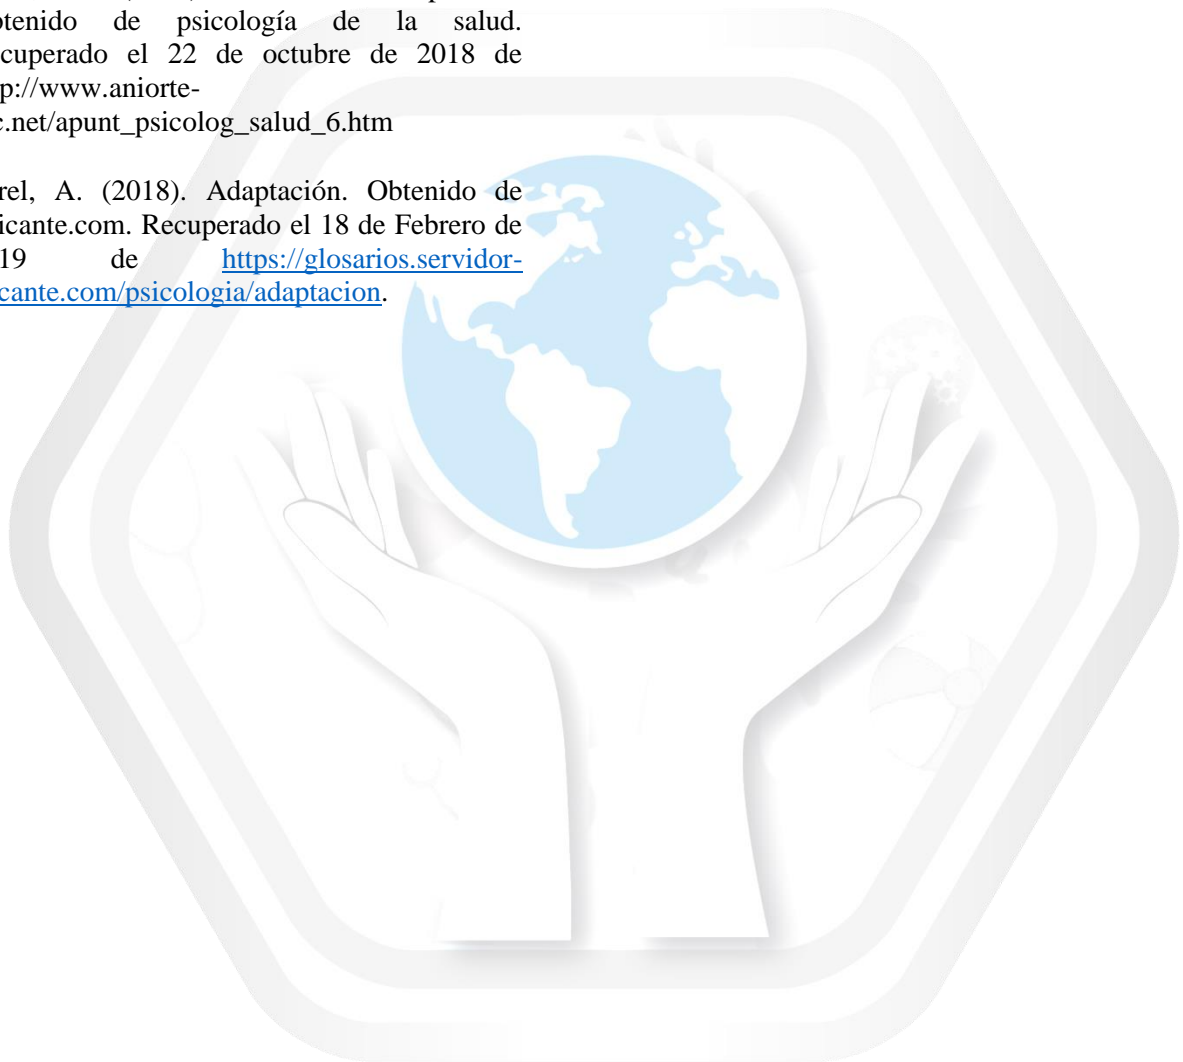 btenido de psicología de la salud.
cuperado el 22 de octubre de 2018 de
p://www.aniorte-
c.net/apunt_psicolog_salud_6.htm
rel, A. (2018). Adaptación. Obtenido de
icante.com. Recuperado el 18 de Febrero de
19 de https://glosarios.servidor-
cante.com/psicologia/adaptacion.